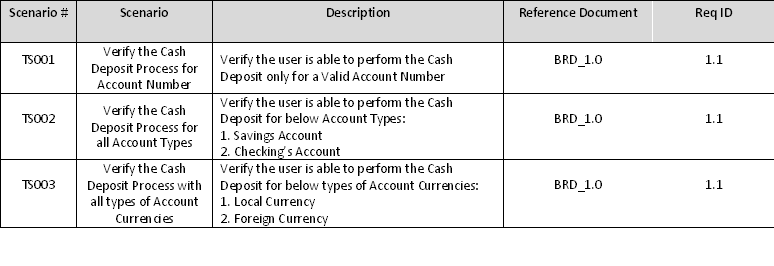 Scenario # Scenario Description Reference Document Req ID
TS001 Verify the Cash Deposit Process for Account Number Verify the user is able to perform the Cash Deposit only for a Valid Account Number BRD_1.0 1.1
TS002 Verify the Cash Deposit Process for all Account Types Verify the user is able to perform the Cash Deposit for below Account Types:
1. Savings Account
2. Checking's Account BRD_1.0 1.1
TS003 Verify the Cash Deposit Process with all types of Account Currencies Verify the user is able to perform the Cash Deposit for below types of Account Currencies:
1. Local Currency
2. Foreign Currency BRD_1.0 1.1